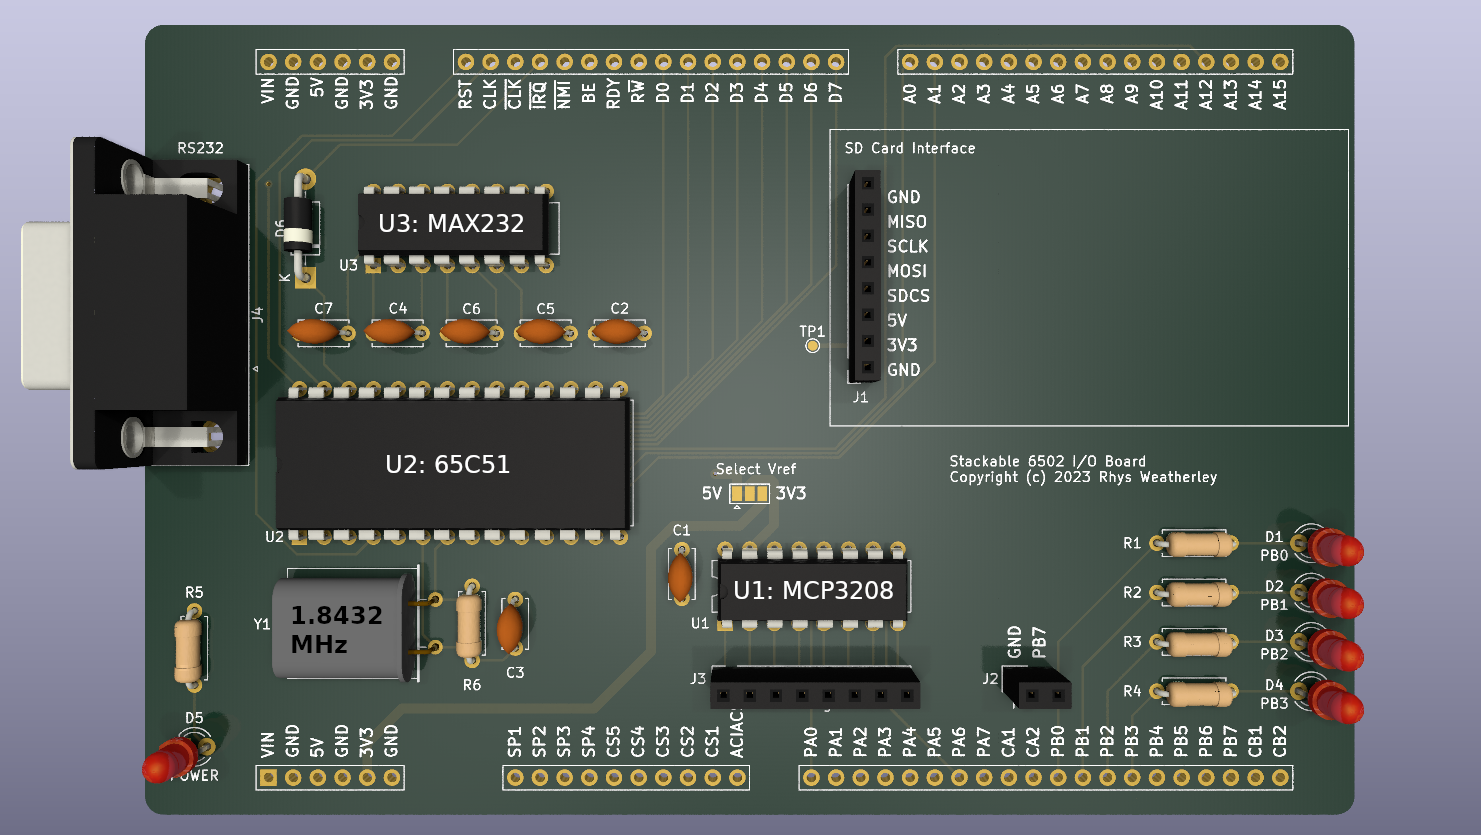 VIN GND 5V GND 3V3 GND
RST CLK CLK IRQ NMI BE RDY RW D0 D1 D2 D3 D4 D5 D6 D7
A0 A1 A2 A3 A4 A5 A6 A7 A8 A9 A10 A11 A12 A13 A14 A15
RS232
SD Card Interface
GND
MISO
SCLK
MOSI
SDCS
5V
3V3
GND
J1
TP1
D6
K
U3: MAX232
U3
J4
C7 C4 C6 C5 C2
U2: 65C51
U2
Select Vref
5V 3V3
Stackable 6502 I/O Board
Copyright (c) 2023 Rhys Weatherley
C1
U1: MCP3208
U1
R1 D1
PB0
R2 D2
PB1
R3 D3
PB2
R4 D4
PB3
R5
Y1
1.8432
MHz
R6
C3
J3
J2
GND PB7
D5
POWER
VIN GND 5V GND 3V3 GND
SP1 SP2 SP3 SP4 CS5 CS4 CS3 CS2 CS1 ACIAC
PA0 PA1 PA2 PA3 PA4 PA5 PA6 PA7 CA1 CA2 PB0 PB1 PB2 PB3 PB4 PB5 PB6 PB7 CB1 CB2